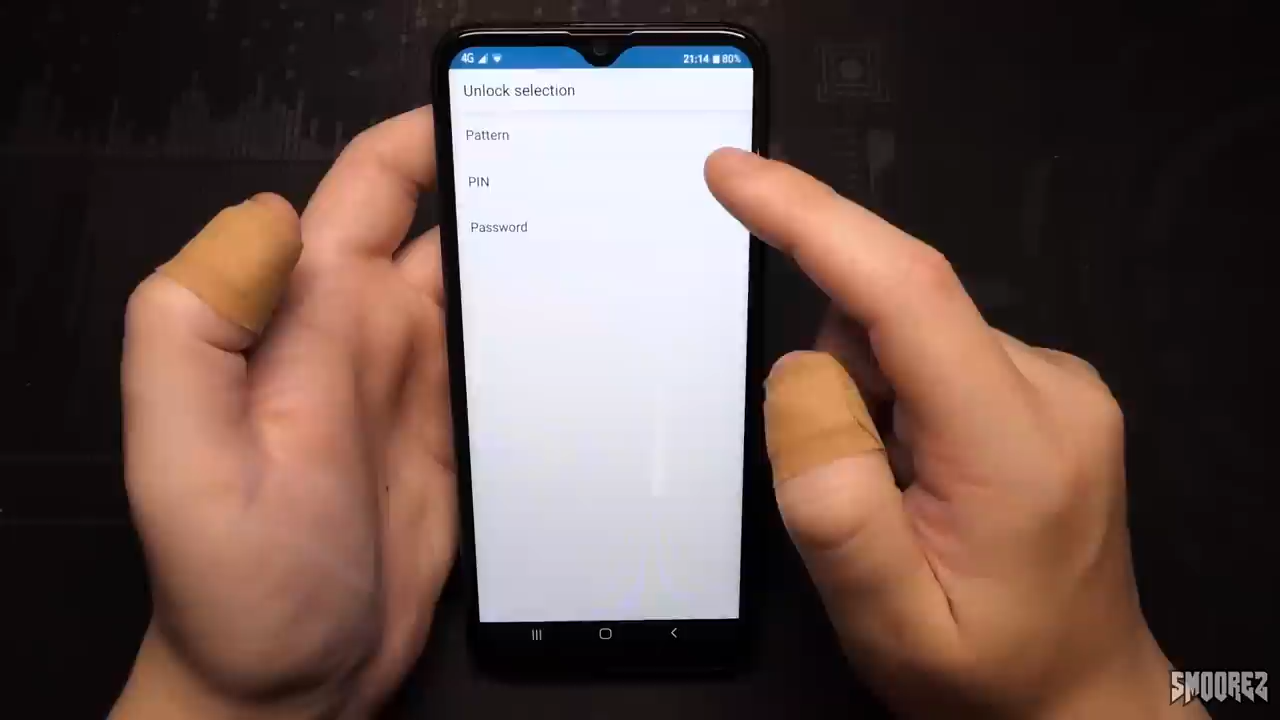 4G 21:14 80%
Unlock selection
Pattern
PIN
Password
SMOOREZ